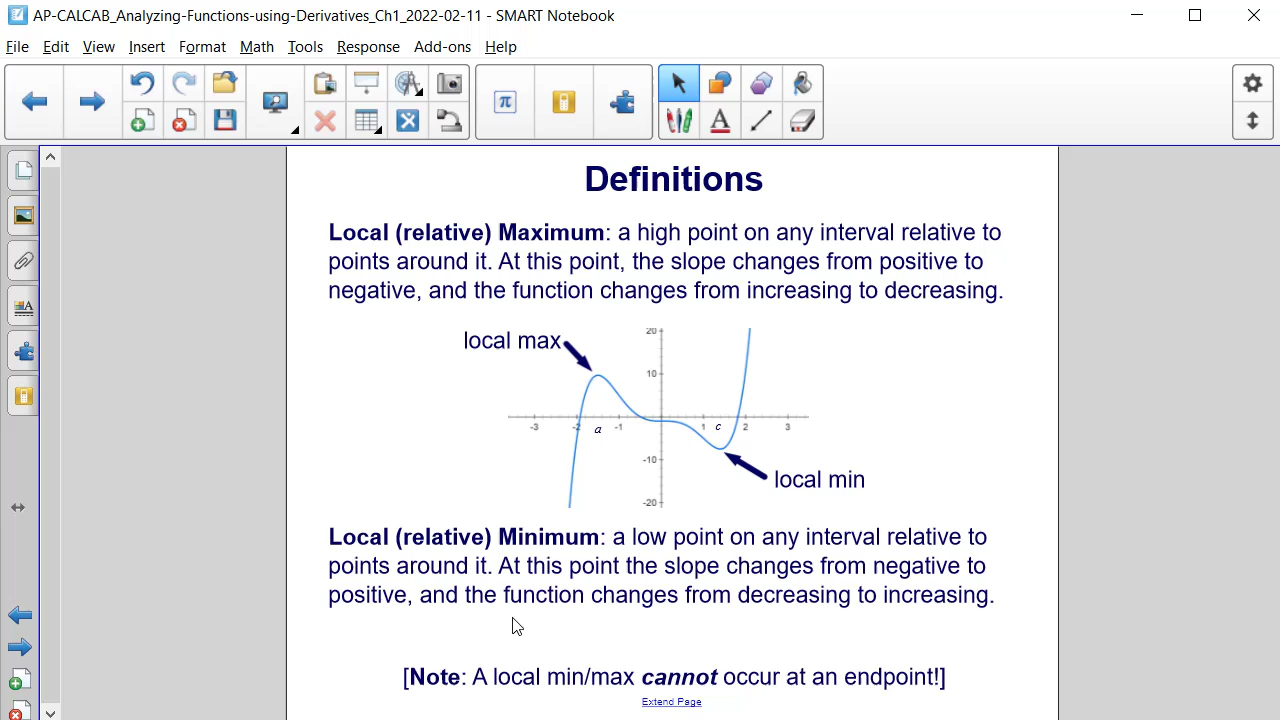 AP-CALCAB_Analyzing-Functions-using-Derivatives_Ch1_2022-02-11 - SMART Notebook
File Edit View Insert Format Math Tools Response Add-ons Help
π
A
Definitions
Local (relative) Maximum: a high point on any interval relative to
points around it. At this point, the slope changes from positive to
negative, and the function changes from increasing to decreasing.
local max
20
10
-3 -2 a -1 1 c 2 3
-10
local min
-20
Local (relative) Minimum: a low point on any interval relative to
points around it. At this point the slope changes from negative to
positive, and the function changes from decreasing to increasing.
[Note: A local min/max cannot occur at an endpoint!]
Extend Page